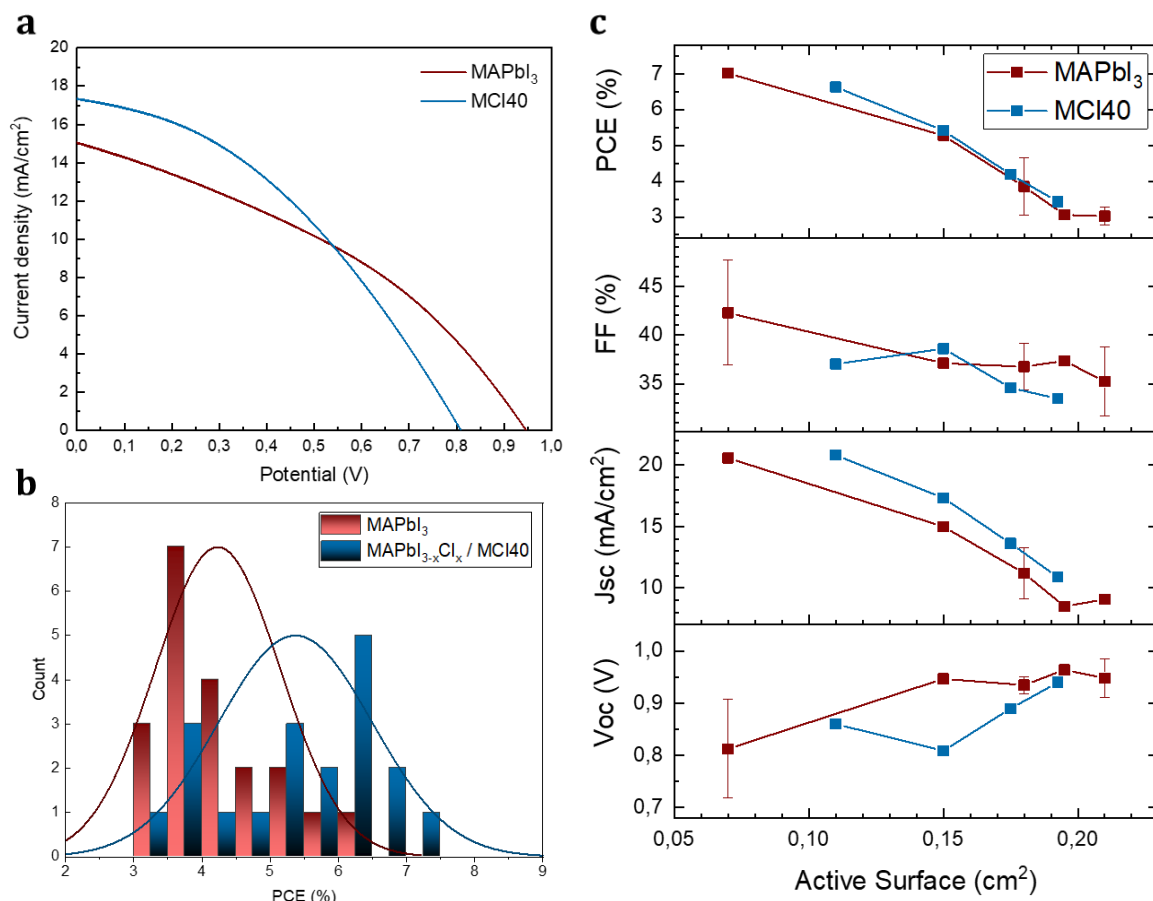 a
20
18
16
14
12
10
8
6
4
2
0
Current density (mA/cm²)
MAPbI₃
MCl40
0,0 0,1 0,2 0,3 0,4 0,5 0,6 0,7 0,8 0,9 1,0
Potential (V)
b
8
7
6
5
4
3
2
1
0
Count
MAPbI₃
MAPbI₃₋ₓClₓ / MCl40
2 3 4 5 6 7 8 9
PCE (%)
c
MAPbI₃
MCl40
7
6
5
4
3
PCE (%)
45
40
35
FF (%)
20
15
10
Jsc (mA/cm²)
1,0
0,9
0,8
0,7
Voc (V)
0,05 0,10 0,15 0,20
Active Surface (cm²)